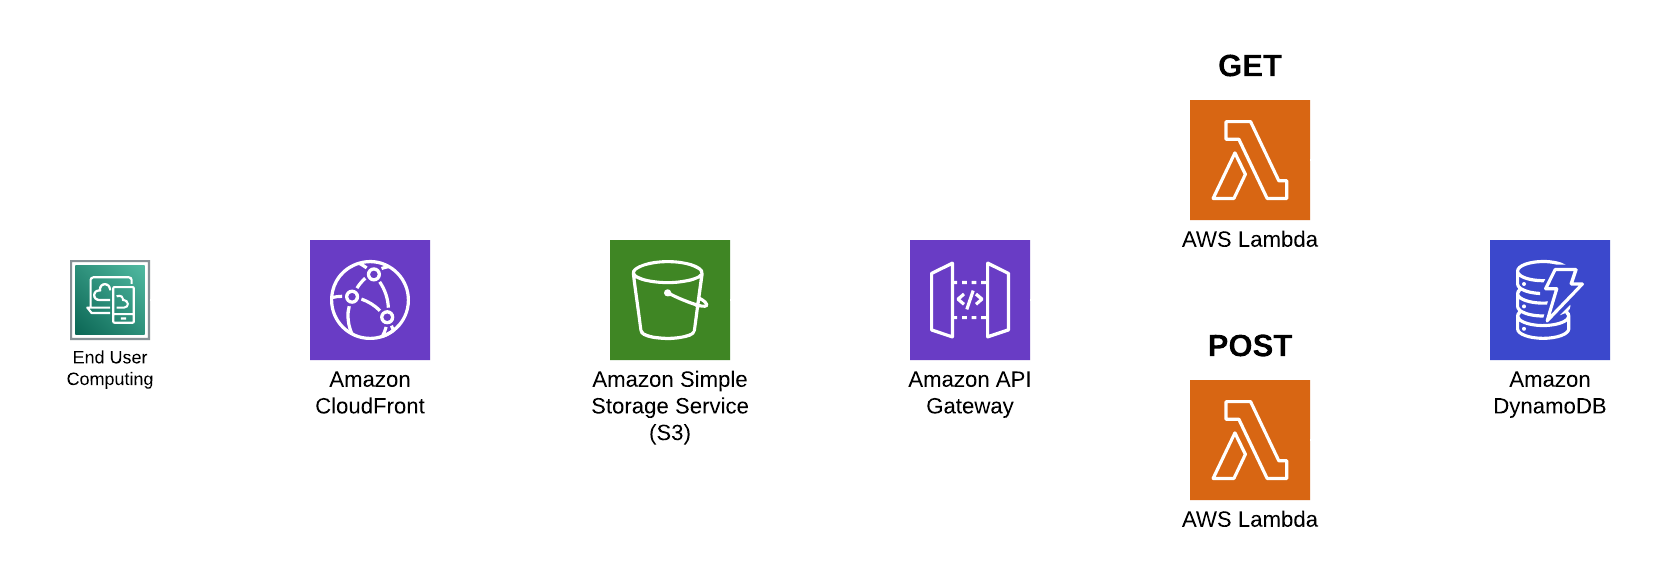 GET
AWS Lambda
End User
Computing
Amazon
CloudFront
Amazon Simple
Storage Service
(S3)
Amazon API
Gateway
POST
AWS Lambda
Amazon
DynamoDB